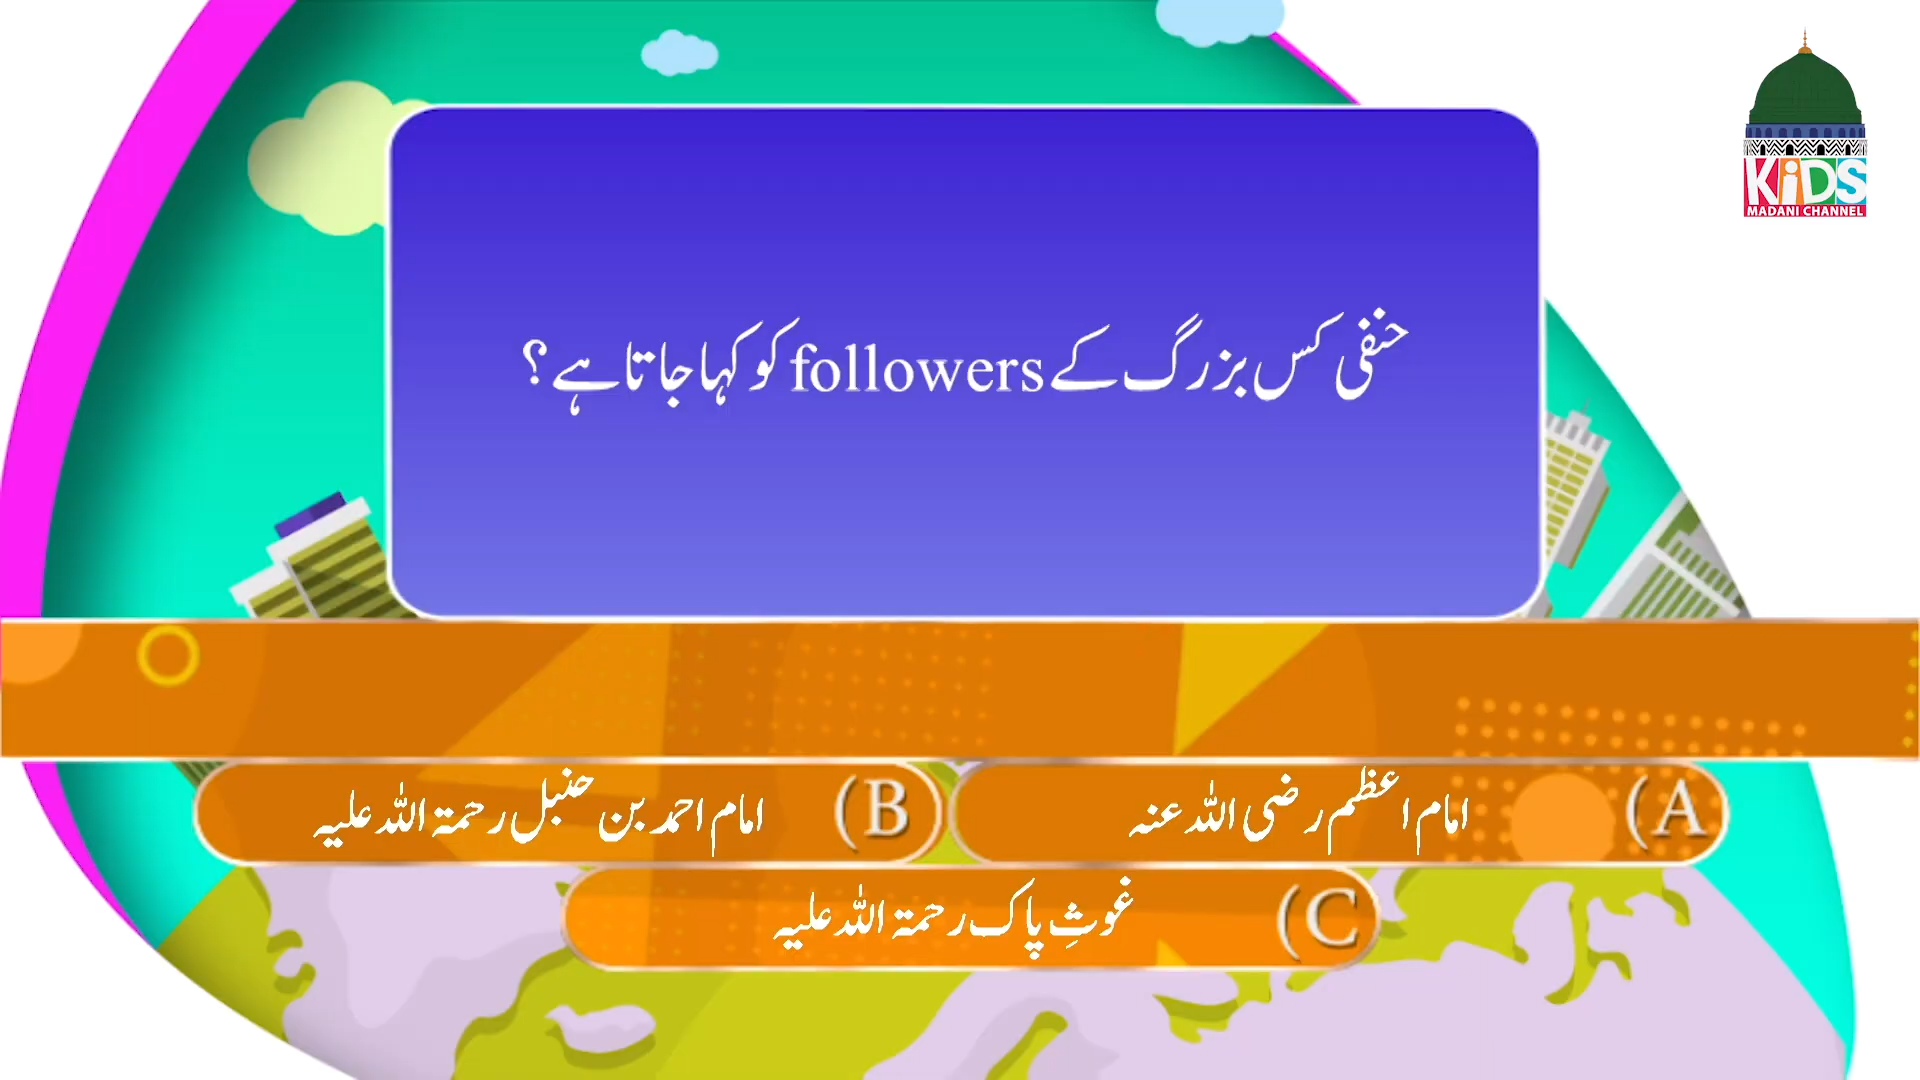 KiDS
MADANI CHANNEL
حنفی کس بزرگ کے followers کو کہا جاتا ہے؟
(A امام اعظم رضی اللہ عنہ
(B امام احمد بن حنبل رحمۃ اللہ علیہ
(C غوثِ پاک رحمۃ اللہ علیہ